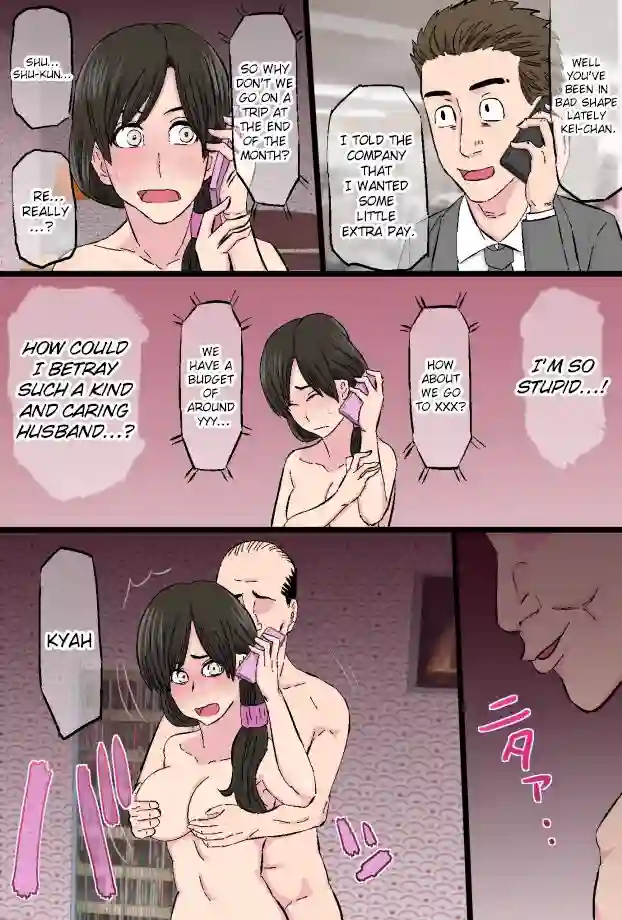 WELL
YOU'VE
BEEN IN
BAD SHAPE
LATELY
KEI-CHAN.
I TOLD THE
COMPANY
THAT
I WANTED
SOME
LITTLE
EXTRA PAY.
SO WHY
DON'T WE
GO ON A
TRIP AT
THE END
OF THE
MONTH?
SHU...
SHU-KUN...
RE...
REALLY
...?
I'M SO
STUPID...!
HOW
ABOUT
WE GO
TO XXX?
WE
HAVE A
BUDGET
OF
AROUND
YYY...
HOW COULD
I BETRAY
SUCH A KIND
AND CARING
HUSBAND...?
ニタァ..
KYAH